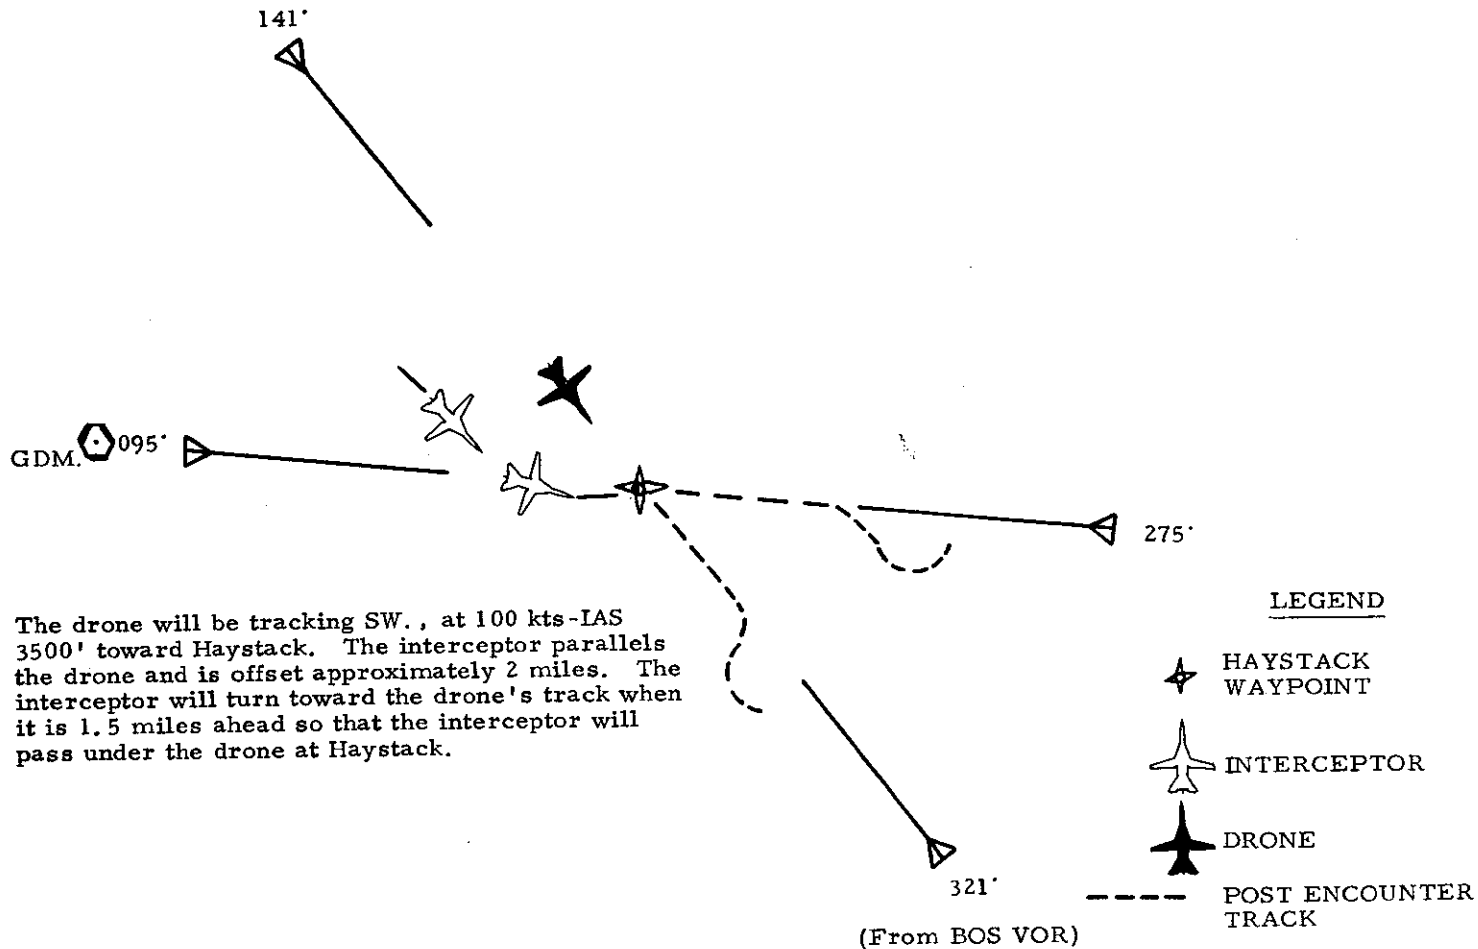 141°
GDM.
095°
275°
The drone will be tracking SW., at 100 kts-IAS
3500' toward Haystack. The interceptor parallels
the drone and is offset approximately 2 miles. The
interceptor will turn toward the drone's track when
it is 1.5 miles ahead so that the interceptor will
pass under the drone at Haystack.
321°
(From BOS VOR)
LEGEND
HAYSTACK
WAYPOINT
INTERCEPTOR
DRONE
POST ENCOUNTER
TRACK